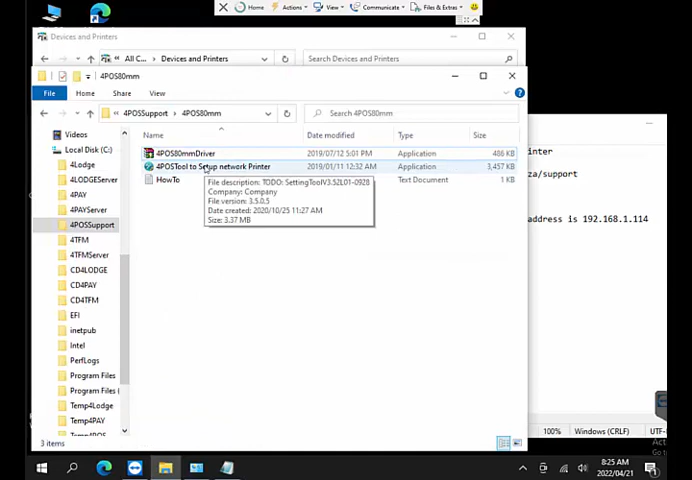 Home
Actions
View
Communicate
Files & Extras
Devices and Printers
All C...
Devices and Printers
Search Devices and Printers
4POS80mm
File
Home
Share
View
4POSSupport
4POS80mm
Search 4POS80mm
Name
Date modified
Type
Size
4POS80mmDriver
2019/07/12 5:01 PM
Application
486 KB
4POSTool to Setup network Printer
2019/01/11 12:32 AM
Application
3,457 KB
HowTo
Text Document
1 KB
File description: TODO: SettingToolV3.52L01-0928
Company: Company
File version: 3.5.0.5
Date created: 2020/10/25 11:27 AM
Size: 3.37 MB
Videos
Local Disk (C:)
4Lodge
4LODGEServer
4PAY
4PAYServer
4POSSupport
4TFM
4TFMServer
CD4LODGE
CD4PAY
CD4TFM
EFI
inetpub
Intel
PerfLogs
Program Files
Program Files (
Temp4Lodge
Temp4PAY
Temp4POS
3 items
inter
za/support
address is 192.168.1.114
100%
Windows (CRLF)
UTF-
8:25 AM
2022/04/21